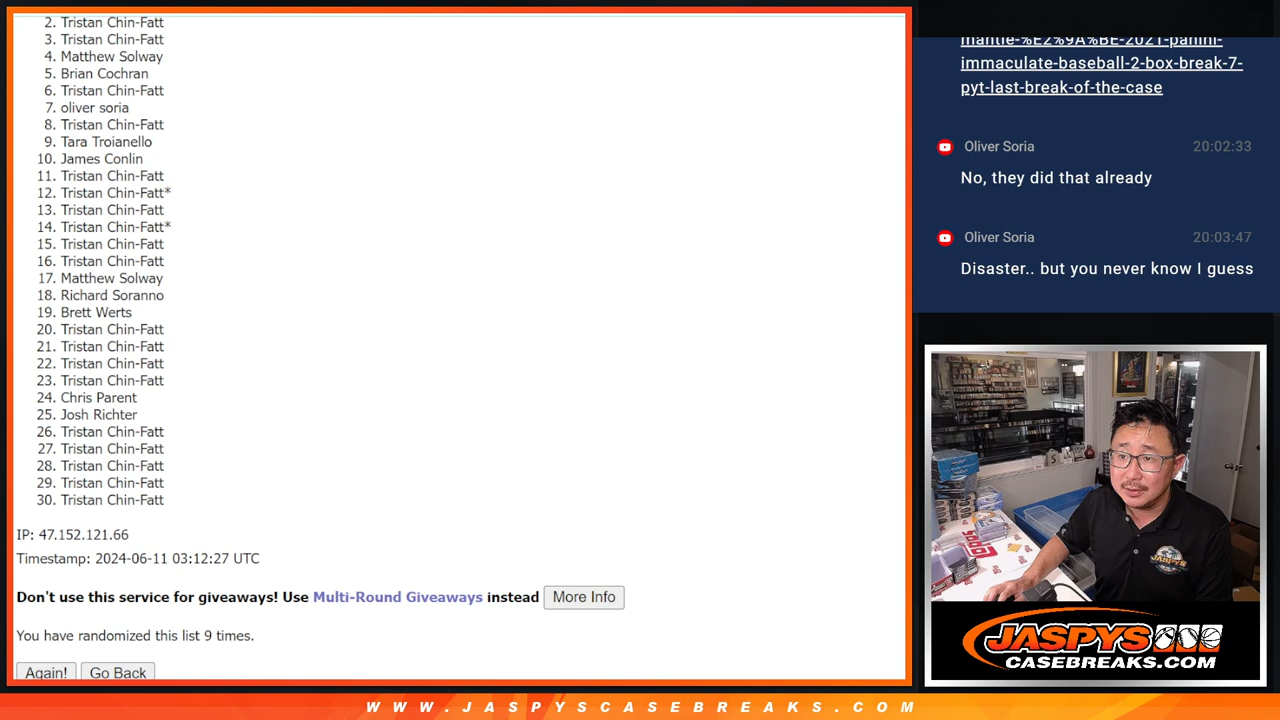 2. Tristan Chin-Fatt
3. Tristan Chin-Fatt
4. Matthew Solway
5. Brian Cochran
6. Tristan Chin-Fatt
7. oliver soria
8. Tristan Chin-Fatt
9. Tara Troianello
10. James Conlin
11. Tristan Chin-Fatt
12. Tristan Chin-Fatt*
13. Tristan Chin-Fatt
14. Tristan Chin-Fatt*
15. Tristan Chin-Fatt
16. Tristan Chin-Fatt
17. Matthew Solway
18. Richard Soranno
19. Brett Werts
20. Tristan Chin-Fatt
21. Tristan Chin-Fatt
22. Tristan Chin-Fatt
23. Tristan Chin-Fatt
24. Chris Parent
25. Josh Richter
26. Tristan Chin-Fatt
27. Tristan Chin-Fatt
28. Tristan Chin-Fatt
29. Tristan Chin-Fatt
30. Tristan Chin-Fatt
IP: 47.152.121.66
Timestamp: 2024-06-11 03:12:27 UTC
Don't use this service for giveaways! Use Multi-Round Giveaways instead More Info
You have randomized this list 9 times.
Again! Go Back
mantle-%E2%9A%BE-2021-panini-
immaculate-baseball-2-box-break-7-
pyt-last-break-of-the-case
Oliver Soria 20:02:33
No, they did that already
Oliver Soria 20:03:47
Disaster.. but you never know I guess
JASPYS
CASEBREAKS.COM
WWW.JASPYSCASEBREAKS.COM